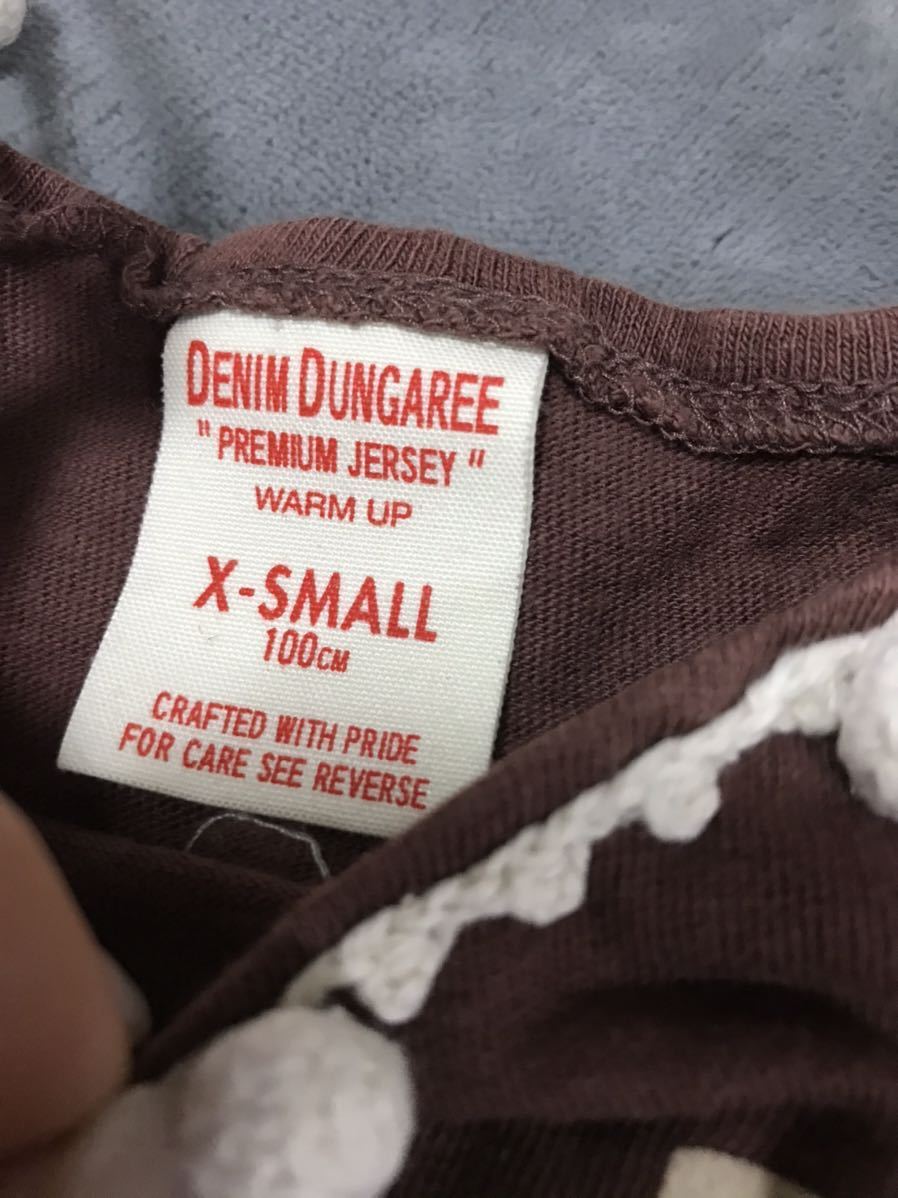 DENIM DUNGAREE
"PREMIUM JERSEY"
WARM UP
X-SMALL
100CM
CRAFTED WITH PRIDE
FOR CARE SEE REVERSE